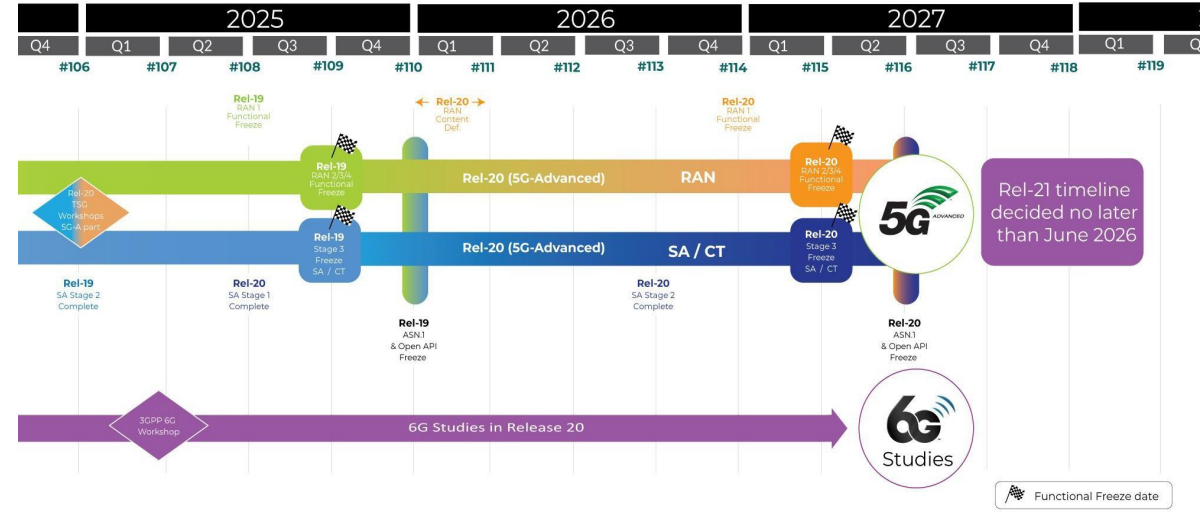 2025
2026
2027
Q4
Q1
Q2
Q3
Q4
Q1
Q2
Q3
Q4
Q1
Q2
Q3
Q4
Q1
#106
#107
#108
#109
#110
#111
#112
#113
#114
#115
#116
#117
#118
#119
Rel-19
RAN 1
Functional
Freeze
Rel-20
RAN
Content
Def.
Rel-20
RAN 1
Functional
Freeze
Rel-19
RAN 2/3/4
Functional
Freeze
Rel-20 (5G-Advanced)
RAN
Rel-20
RAN 2/3/4
Functional
Freeze
Rel-20
TSG
Workshops
5G-A part
5G
ADVANCED
Rel-21 timeline
decided no later
than June 2026
Rel-19
Stage 3
Freeze
SA / CT
Rel-20 (5G-Advanced)
SA / CT
Rel-20
Stage 3
Freeze
SA / CT
Rel-19
SA Stage 2
Complete
Rel-20
SA Stage 1
Complete
Rel-20
SA Stage 2
Complete
Rel-19
ASN.1
& Open API
Freeze
Rel-20
ASN.1
& Open API
Freeze
3GPP 6G
Workshop
6G Studies in Release 20
6G
Studies
Functional Freeze date